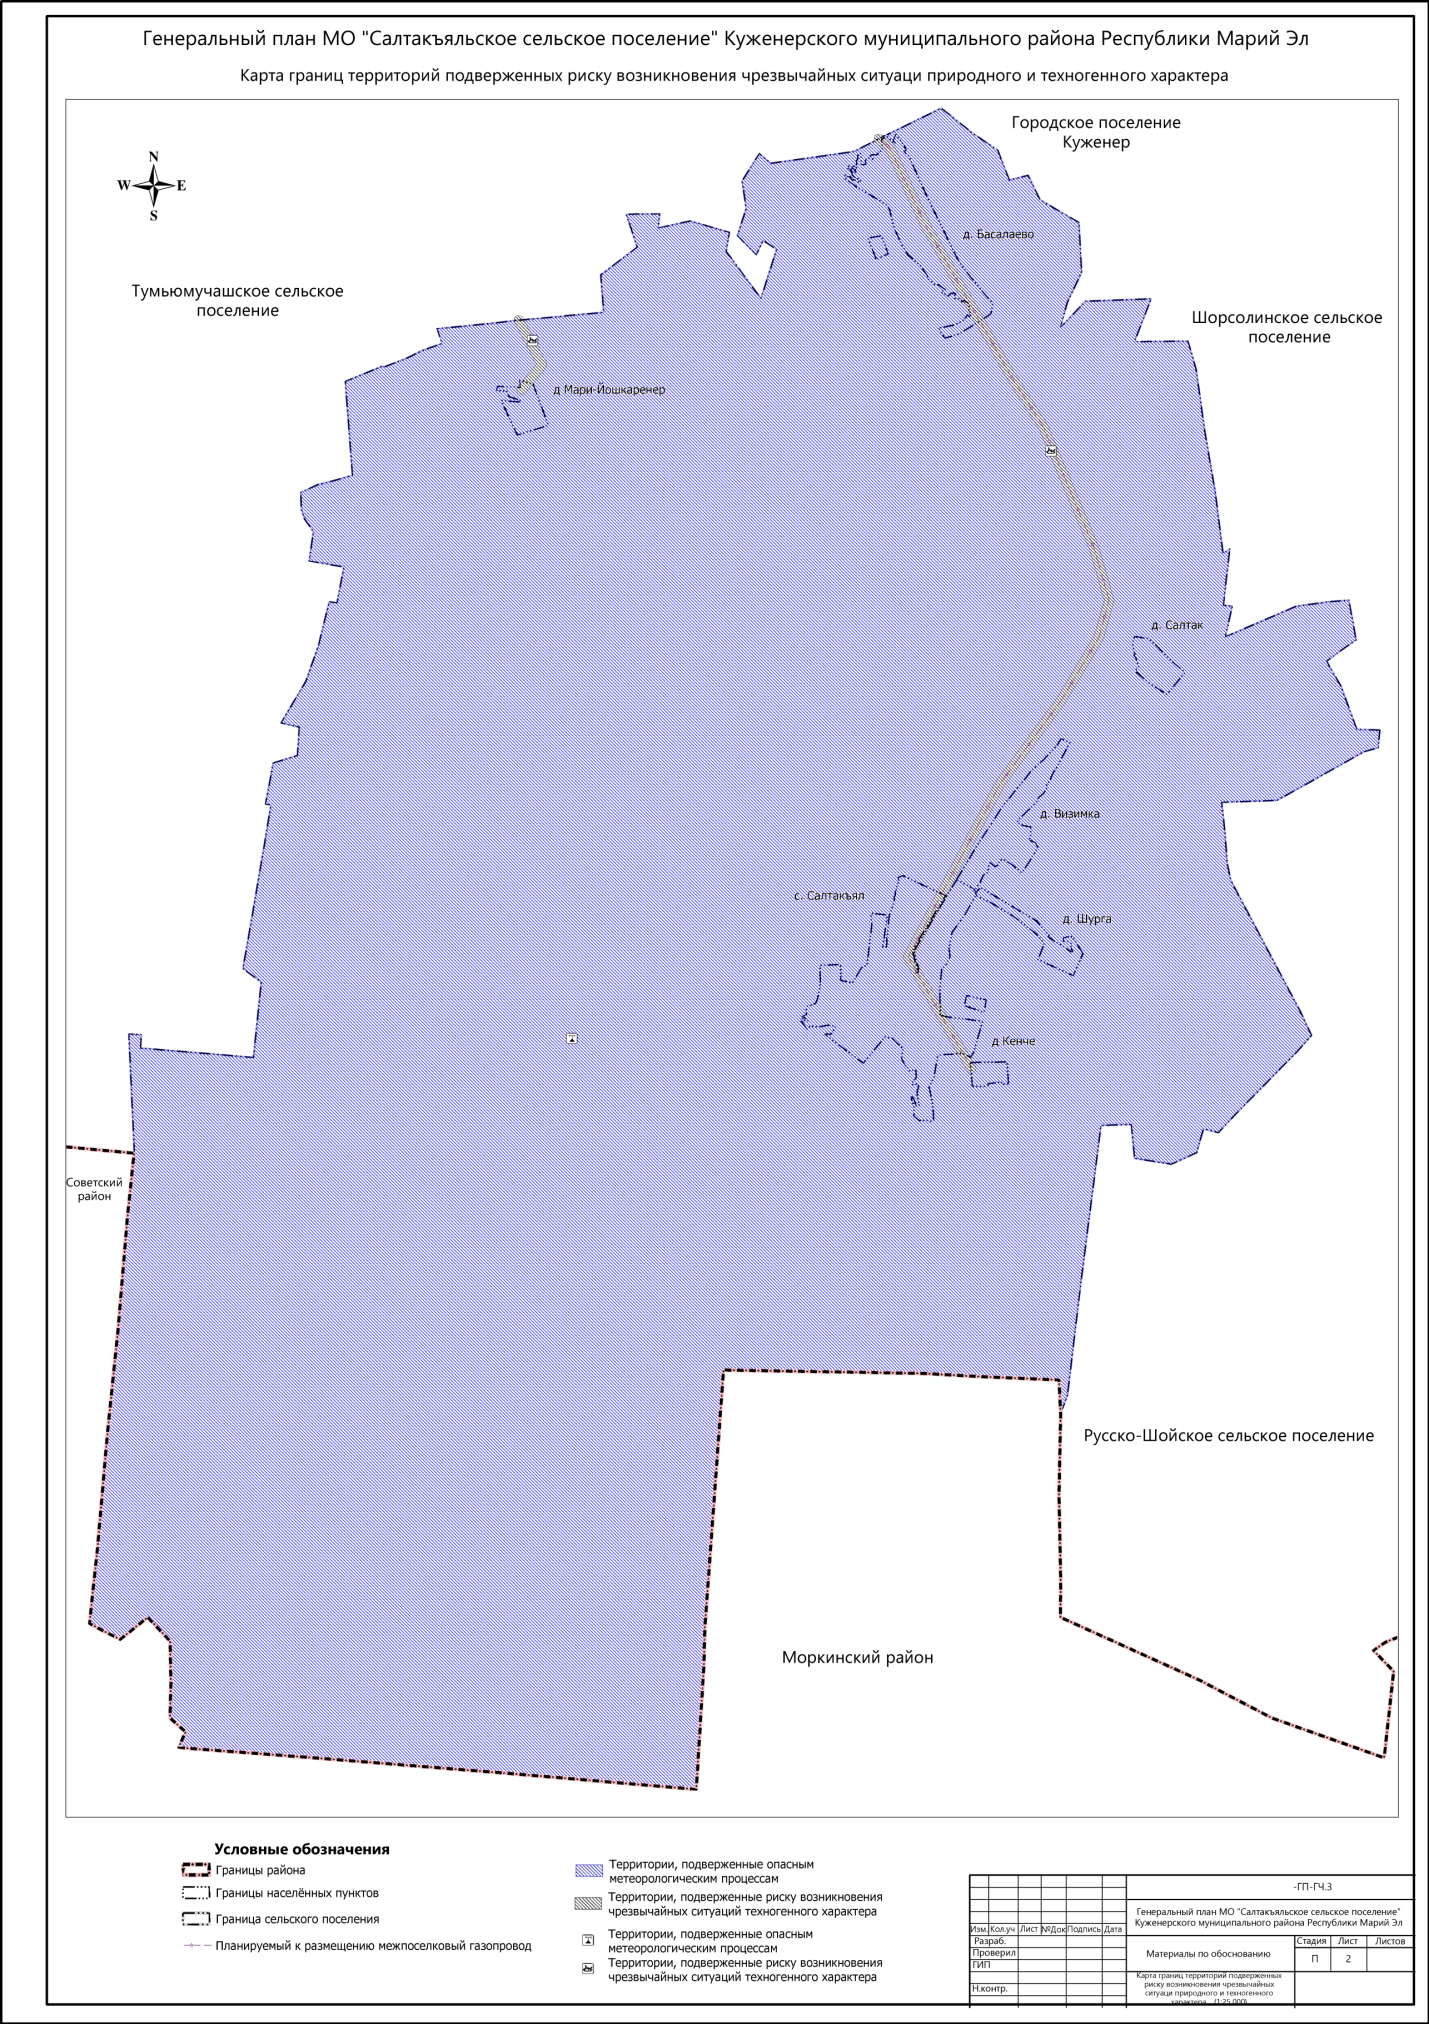 Генеральный план МО "Салтакъяльское сельское поселение" Куженерского муниципального района Республики Марий Эл
Карта границ территорий подверженных риску возникновения чрезвычайных ситуаци природного и техногенного характера
Городское поселение
Куженер
N
W E
S
д. Басалаево
Тумьюмучашское сельское
поселение
Шорсолинское сельское
поселение
д Мари-Йошкаренер
д. Салтак
д. Визимка
с. Салтакъял
д. Шурга
д Кенче
Советский
район
Русско-Шойское сельское поселение
Моркинский район
Условные обозначения
Границы района
Границы населённых пунктов
Граница сельского поселения
Планируемый к размещению межпоселковый газопровод
Территории, подверженные опасным
метеорологическим процессам
Территории, подверженные риску возникновения
чрезвычайных ситуаций техногенного характера
Территории, подверженные опасным
метеорологическим процессам
Территории, подверженные риску возникновения
чрезвычайных ситуаций техногенного характера
-ГП-ГЧ.3
Генеральный план МО "Салтакъяльское сельское поселение"
Куженерского муниципального района Республики Марий Эл
Изм. Кол.уч Лист №Док Подпись Дата
Разраб.
Проверил
ГИП
Н.контр.
Материалы по обоснованию
Стадия Лист Листов
П 2
Карта границ территорий подверженных
риску возникновения чрезвычайных
ситуаци природного и техногенного
характера (1:25 000)